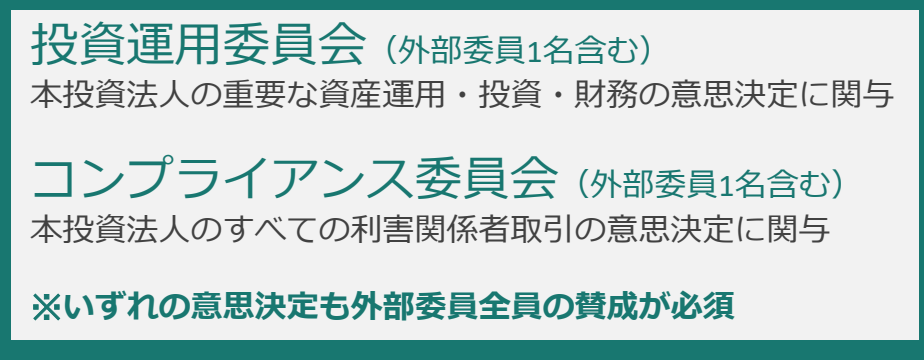 投資運用委員会（外部委員1名含む）
本投資法人の重要な資産運用・投資・財務の意思決定に関与
コンプライアンス委員会（外部委員1名含む）
本投資法人のすべての利害関係者取引の意思決定に関与
※いずれの意思決定も外部委員全員の賛成が必須